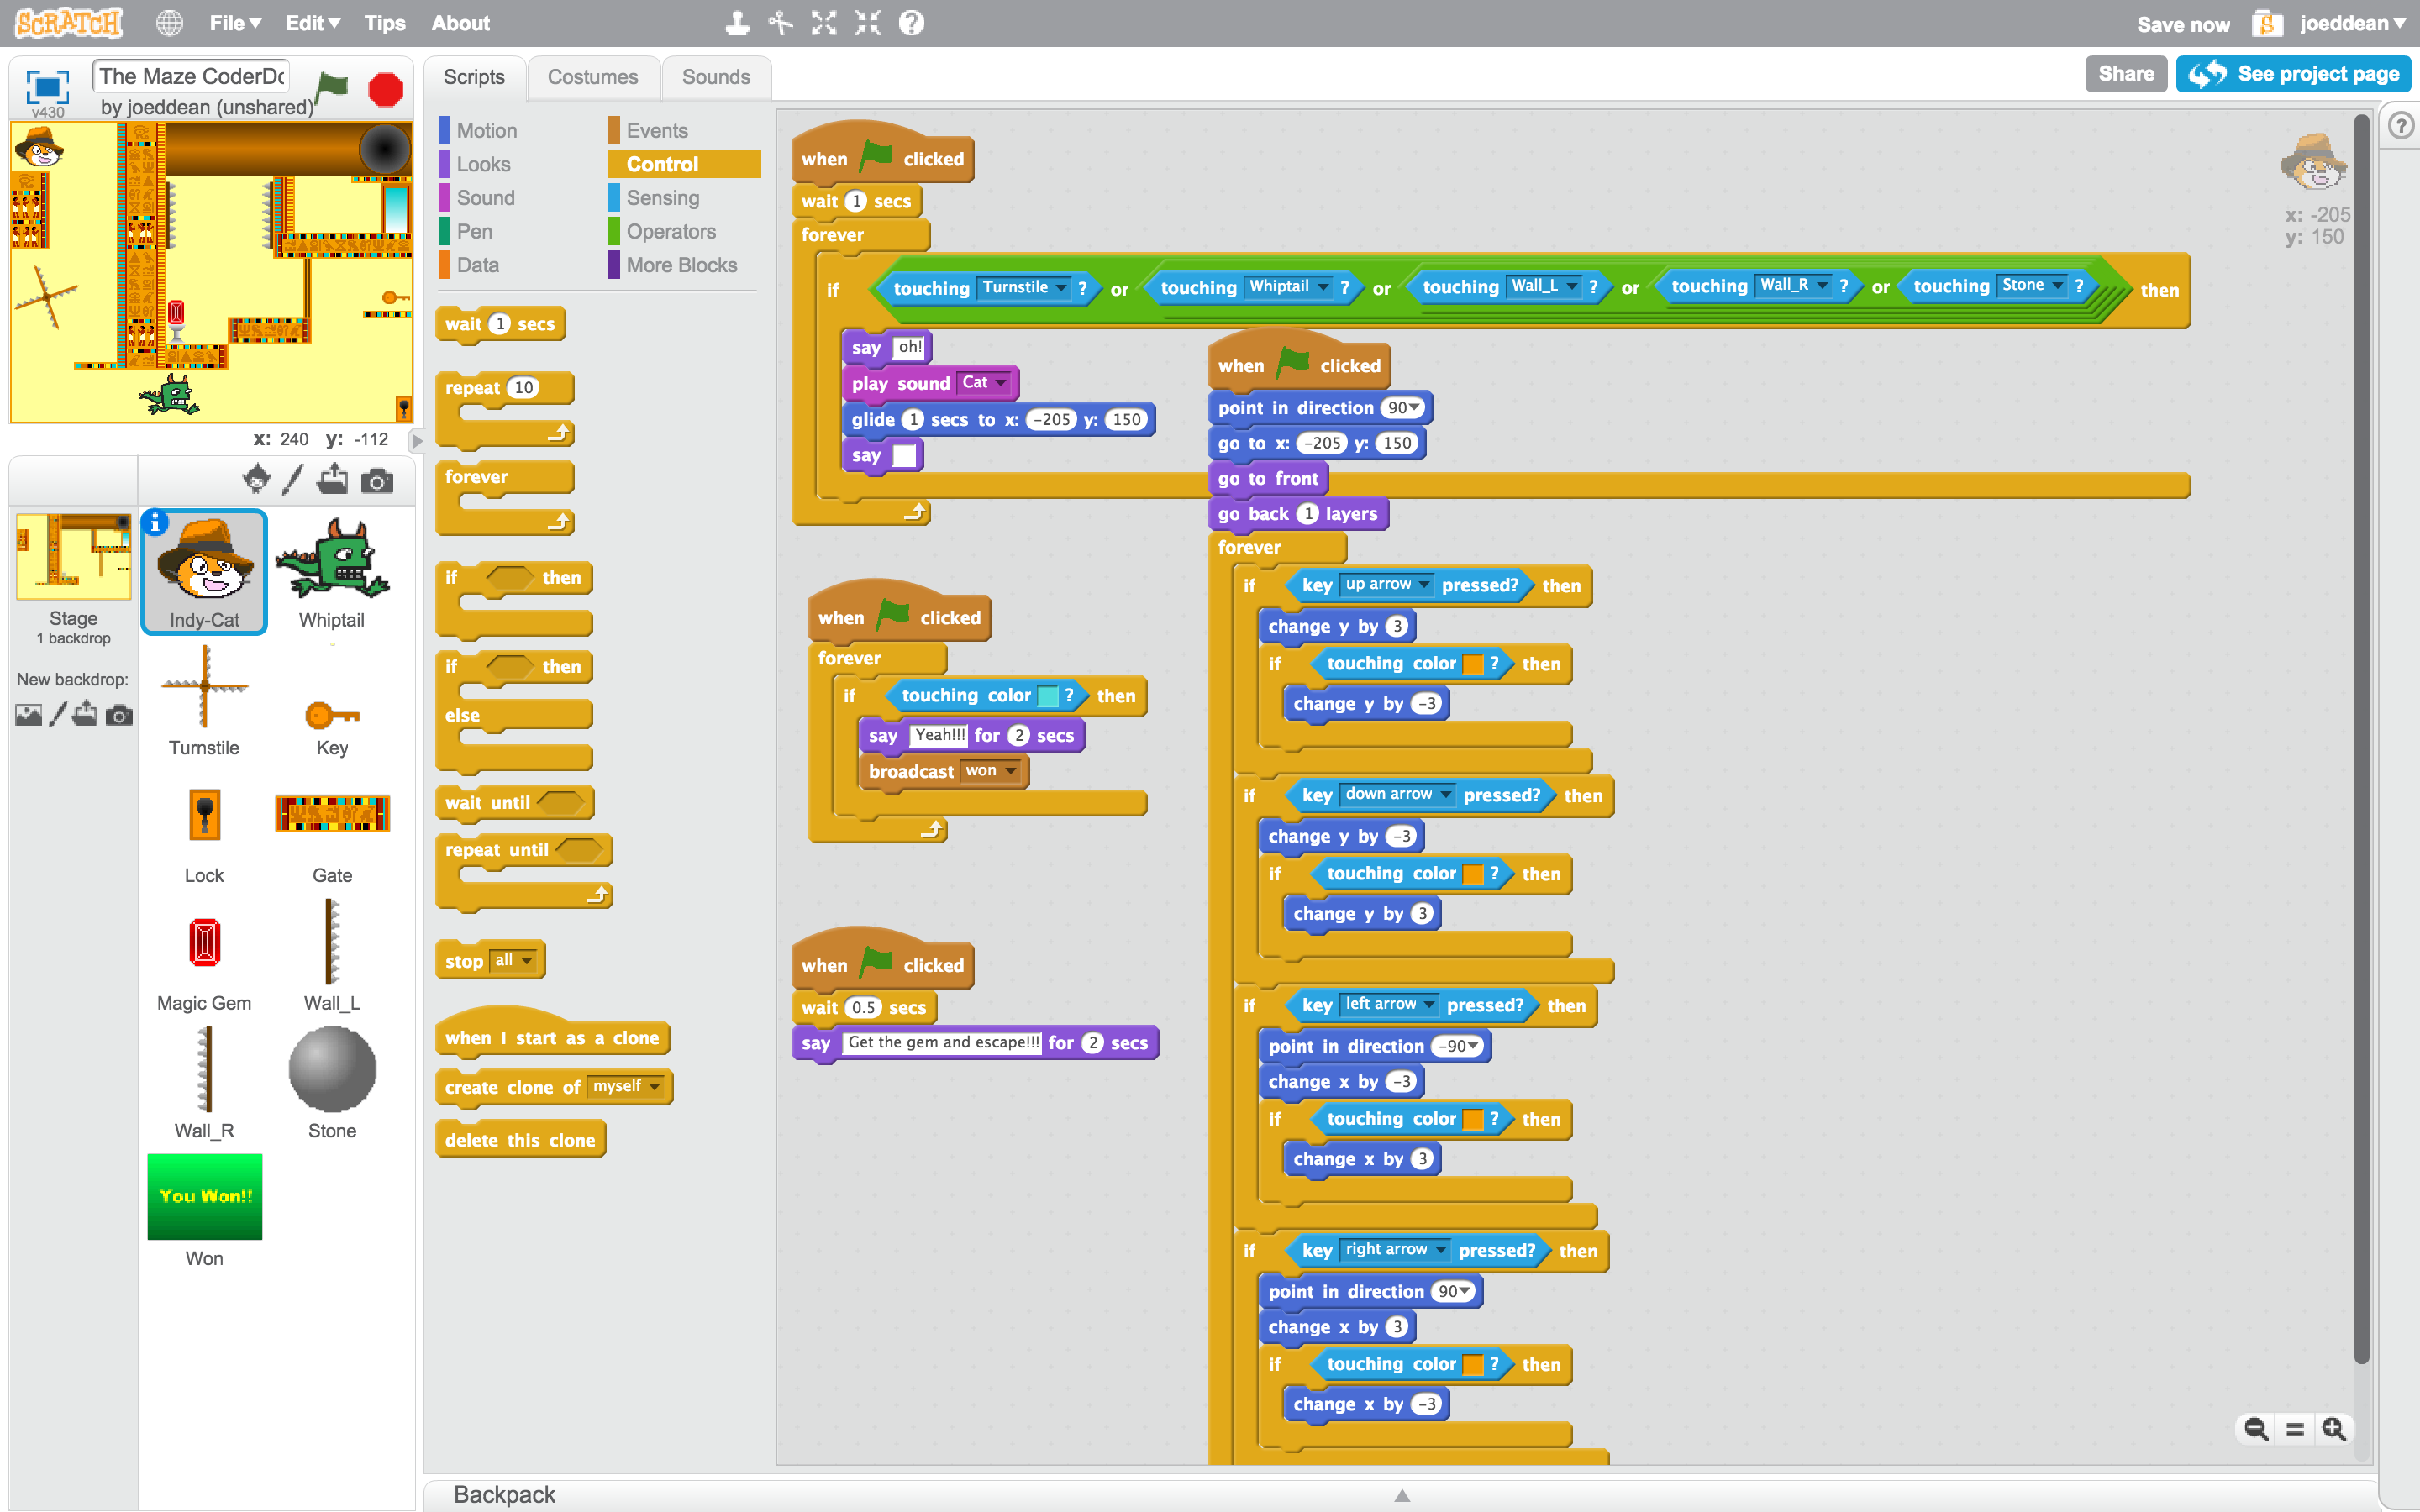 SCRATCH File Edit Tips About Save now joeddean
v430 The Maze CoderDo
by joeddean (unshared)
Scripts Costumes Sounds
Share See project page
x: 240 y: -112
Stage
1 backdrop
New backdrop:
Indy-Cat
Whiptail
Turnstile
Key
Lock
Gate
Magic Gem
Wall_L
Wall_R
Stone
You Won!!
Won
Motion Events
Looks Control
Sound Sensing
Pen Operators
Data More Blocks
wait 1 secs
repeat 10
forever
if then
if then
else
wait until
repeat until
stop all
when I start as a clone
create clone of myself
delete this clone
when clicked
wait 1 secs
forever
if touching Turnstile ? or touching Whiptail ? or touching Wall_L ? or touching Wall_R ? or touching Stone ? then
say oh!
play sound Cat
glide 1 secs to x: -205 y: 150
say
when clicked
forever
if touching color ? then
say Yeah!!! for 2 secs
broadcast won
when clicked
wait 0.5 secs
say Get the gem and escape!!! for 2 secs
when clicked
point in direction 90
go to x: -205 y: 150
go to front
go back 1 layers
forever
if key up arrow pressed? then
change y by 3
if touching color ? then
change y by -3
if key down arrow pressed? then
change y by -3
if touching color ? then
change y by 3
if key left arrow pressed? then
point in direction -90
change x by -3
if touching color ? then
change x by 3
if key right arrow pressed? then
point in direction 90
change x by 3
if touching color ? then
change x by -3
x: -205
y: 150
Backpack